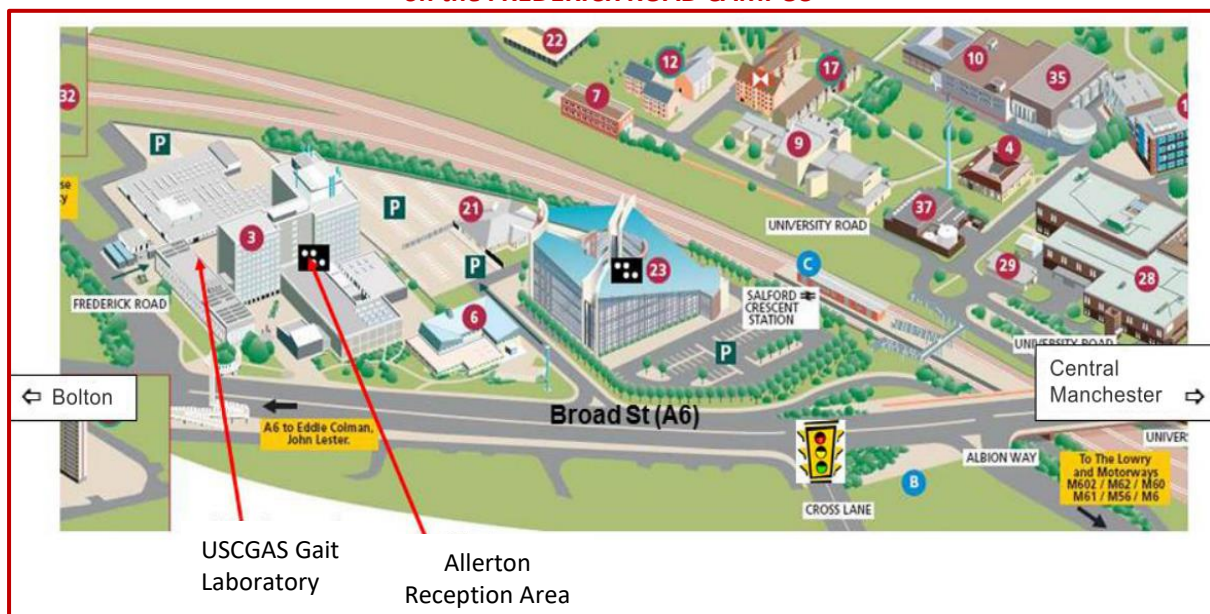 22
12
17
10
35
7
32
P
9
4
3
21
P
37
UNIVERSITY ROAD
C
P
23
29
28
SALFORD
CRESCENT
STATION
FREDERICK ROAD
6
P
UNIVERSITY ROAD
Central
Manchester ⇨
⇦ Bolton
Broad St (A6)
A6 to Eddie Colman,
John Lester.
ALBION WAY
To The Lowry
and Motorways
M602 / M62 / M60
M61 / M56 / M6
B
CROSS LANE
USCGAS Gait
Laboratory
Allerton
Reception Area